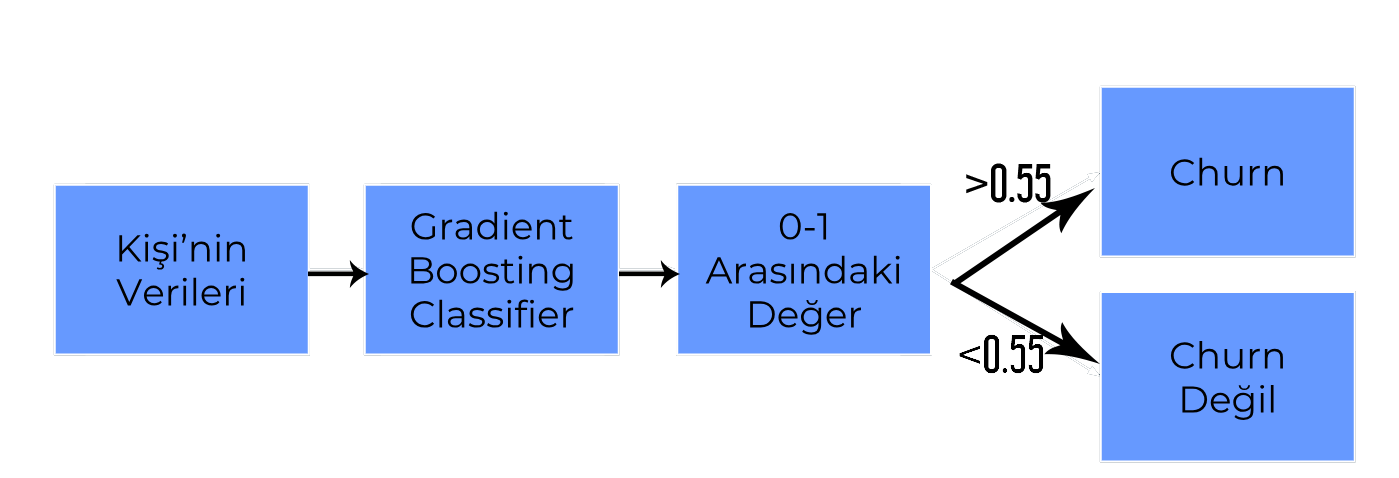 Kişi'nin
Verileri
Gradient
Boosting
Classifier
0-1
Arasındaki
Değer
>0.55
Churn
<0.55
Churn
Değil